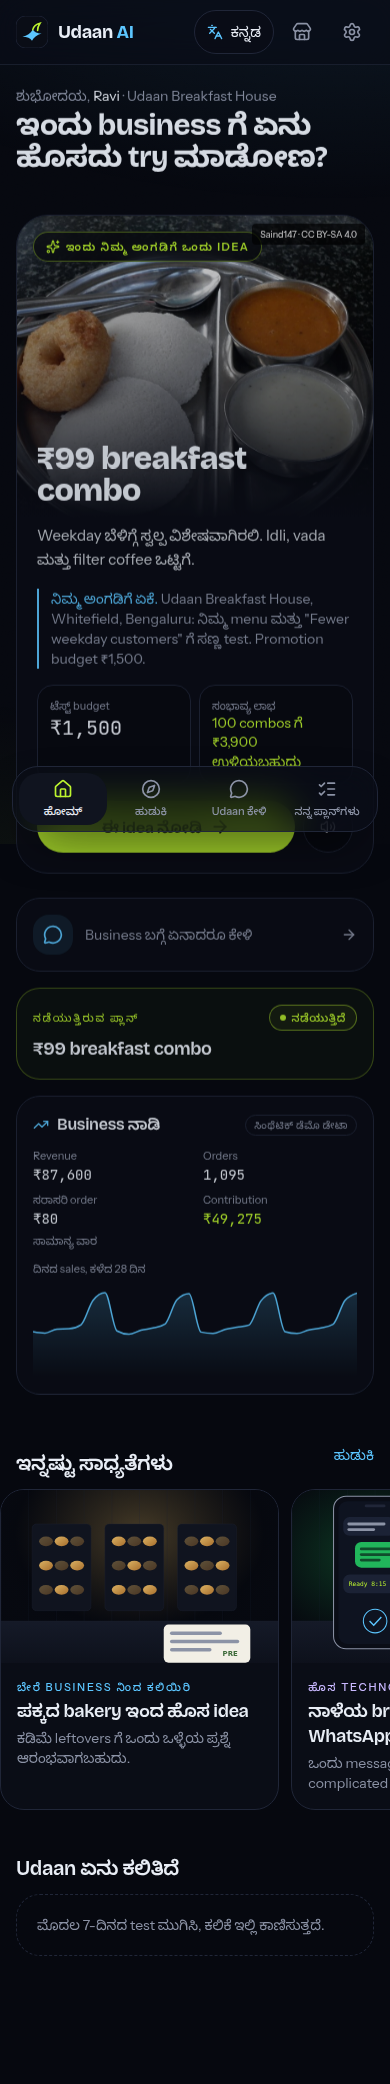 Udaan AI
ಕನ್ನಡ
ಶುಭೋದಯ, Ravi · Udaan Breakfast House
ಇಂದು business ಗೆ ಏನು
ಹೊಸದು try ಮಾಡೋಣ?
Saind147 · CC BY-SA 4.0
ಇಂದು ನಿಮ್ಮ ಅಂಗಡಿಗೆ ಒಂದು IDEA
₹99 breakfast
combo
Weekday ಬೆಳಿಗ್ಗೆ ಸ್ವಲ್ಪ ವಿಶೇಷವಾಗಿರಲಿ. Idli, vada
ಮತ್ತು filter coffee ಒಟ್ಟಿಗೆ.
ನಿಮ್ಮ ಅಂಗಡಿಗೆ ಏಕೆ. Udaan Breakfast House,
Whitefield, Bengaluru: ನಿಮ್ಮ menu ಮತ್ತು "Fewer
weekday customers" ಗೆ ಸಣ್ಣ test. Promotion
budget ₹1,500.
ಟೆಸ್ಟ್ budget
₹1,500
ಸಂಭಾವ್ಯ ಲಾಭ
100 combos ಗೆ
₹3,900
ಉಳಿಯಬಹುದು
ಹೋಮ್
ಹುಡುಕಿ
Udaan ಕೇಳಿ
ನನ್ನ ಪ್ಲಾನ್‌ಗಳು
ಈ idea ನೋಡಿ
Business ಬಗ್ಗೆ ಏನಾದರೂ ಕೇಳಿ
ನಡೆಯುತ್ತಿರುವ ಪ್ಲಾನ್
ನಡೆಯುತ್ತಿದೆ
₹99 breakfast combo
Business ನಾಡಿ
ಸಿಂಥೆಟಿಕ್ ಡೆಮೊ ಡೇಟಾ
Revenue
₹87,600
Orders
1,095
ಸರಾಸರಿ order
₹80
Contribution
₹49,275
ಸಾಮಾನ್ಯ ವಾರ
ದಿನದ sales, ಕಳೆದ 28 ದಿನ
ಇನ್ನಷ್ಟು ಸಾಧ್ಯತೆಗಳು
ಹುಡುಕಿ
PRE
ಬೇರೆ BUSINESS ನಿಂದ ಕಲಿಯಿರಿ
ಪಕ್ಕದ bakery ಇಂದ ಹೊಸ idea
ಕಡಿಮೆ leftovers ಗೆ ಒಂದು ಒಳ್ಳೆಯ ಪ್ರಶ್ನೆ
ಆರಂಭವಾಗಬಹುದು.
Ready 8:15
ಹೊಸ TECHNO
ನಾಳೆಯ br
WhatsApp
ಒಂದು messag
complicated
Udaan ಏನು ಕಲಿತಿದೆ
ಮೊದಲ 7-ದಿನದ test ಮುಗಿಸಿ, ಕಲಿಕೆ ಇಲ್ಲಿ ಕಾಣಿಸುತ್ತದೆ.